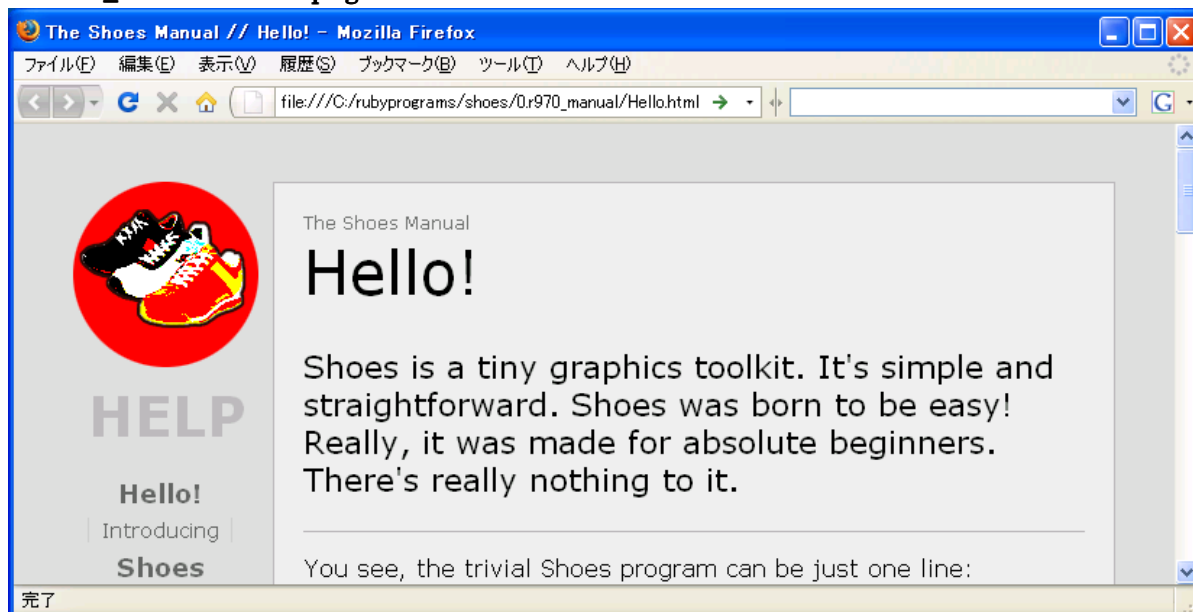 The Shoes Manual // Hello! - Mozilla Firefox
ファイル(F) 編集(E) 表示(V) 履歴(S) ブックマーク(B) ツール(T) ヘルプ(H)
file:///C:/rubyprograms/shoes/0.r970_manual/Hello.html
G
The Shoes Manual
Hello!
Shoes is a tiny graphics toolkit. It's simple and
straightforward. Shoes was born to be easy!
Really, it was made for absolute beginners.
There's really nothing to it.
HELP
Hello!
Introducing
Shoes
You see, the trivial Shoes program can be just one line:
完了